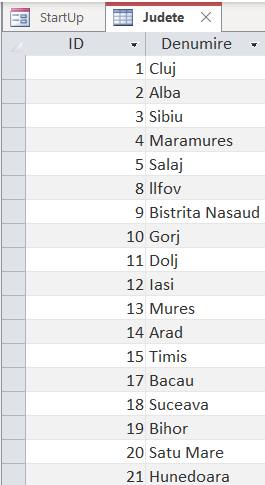 StartUp Judete
ID Denumire
1 Cluj
2 Alba
3 Sibiu
4 Maramures
5 Salaj
8 Ilfov
9 Bistrita Nasaud
10 Gorj
11 Dolj
12 Iasi
13 Mures
14 Arad
15 Timis
17 Bacau
18 Suceava
19 Bihor
20 Satu Mare
21 Hunedoara